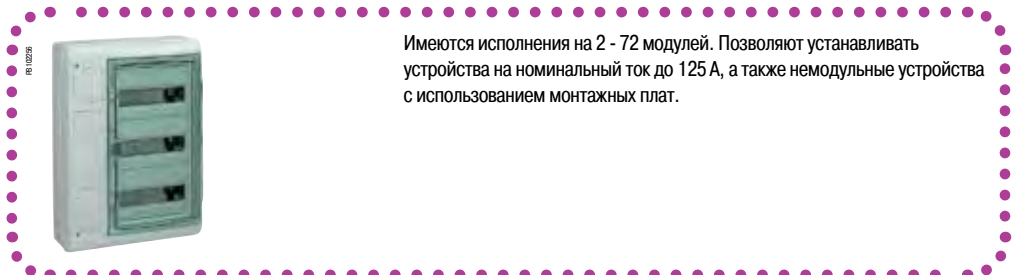 PB102256
Имеются исполнения на 2 - 72 модулей. Позволяют устанавливать
устройства на номинальный ток до 125 А, а также немодульные устройства
с использованием монтажных плат.